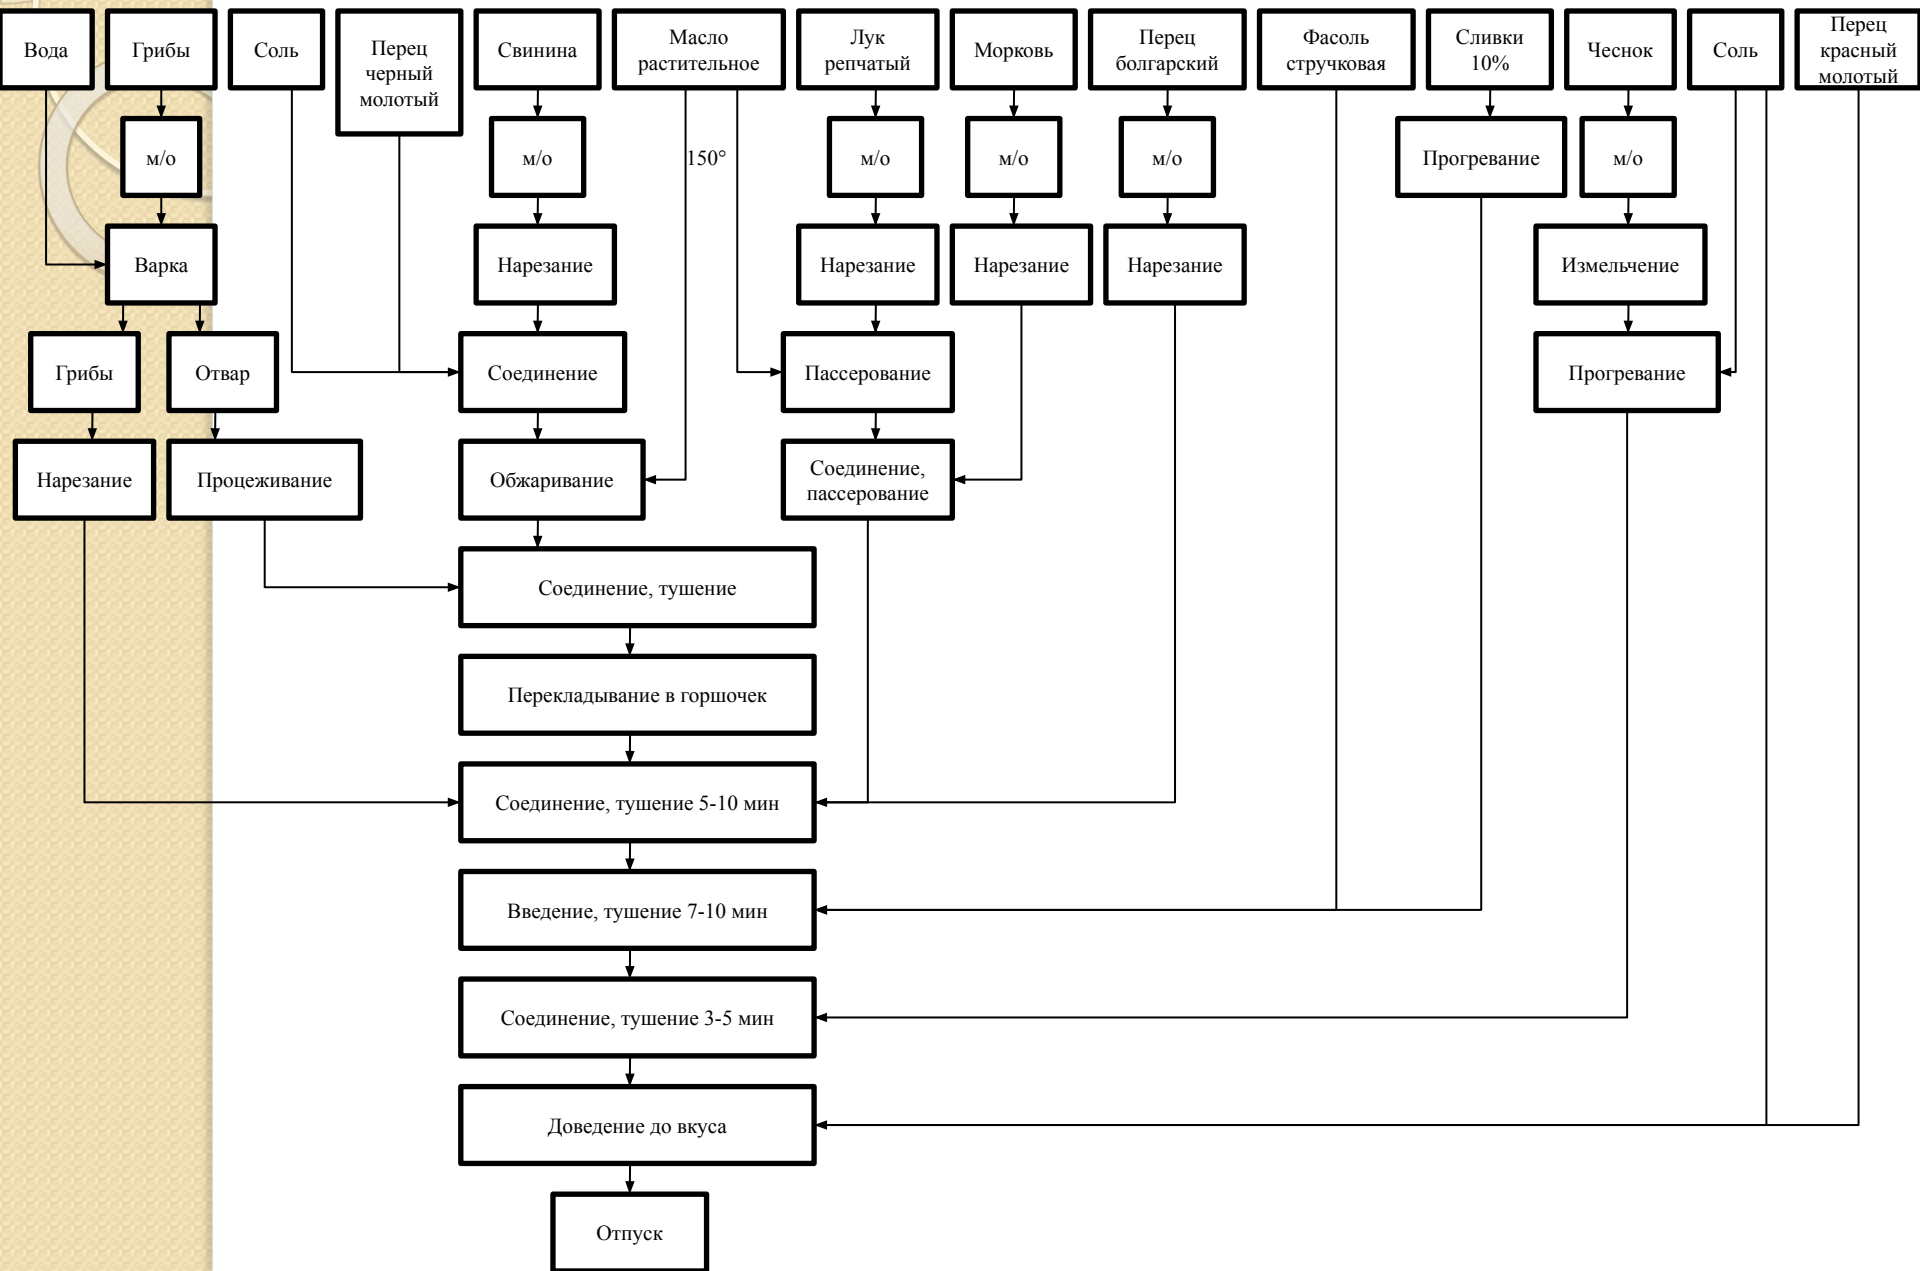 Вода
Грибы
Соль
Перец
черный
молотый
Свинина
Масло
растительное
Лук
репчатый
Морковь
Перец
болгарский
Фасоль
стручковая
Сливки
10%
Чеснок
Соль
Перец
красный
молотый
м/о
м/о
150°
м/о
м/о
м/о
Прогревание
м/о
Варка
Нарезание
Нарезание
Нарезание
Нарезание
Измельчение
Грибы
Отвар
Соединение
Пассерование
Прогревание
Нарезание
Процеживание
Обжаривание
Соединение,
пассерование
Соединение, тушение
Перекладывание в горшочек
Соединение, тушение 5-10 мин
Введение, тушение 7-10 мин
Соединение, тушение 3-5 мин
Доведение до вкуса
Отпуск